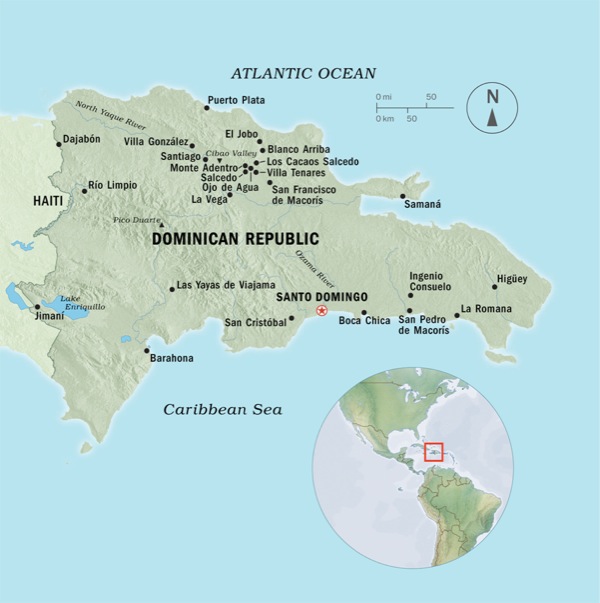 ATLANTIC OCEAN
0 mi 50
0 km 50
N
Puerto Plata
North Yaque River
Dajabón
Villa González
El Jobo
Blanco Arriba
Cibao Valley
Santiago
Los Cacaos Salcedo
Monte Adentro
Villa Tenares
Salcedo
Ojo de Agua
San Francisco
de Macorís
La Vega
Río Limpio
HAITI
Samaná
Pico Duarte
DOMINICAN REPUBLIC
Ozama River
Las Yayas de Viajama
Ingenio
Consuelo
Higüey
SANTO DOMINGO
Lake
Enriquillo
Jimaní
San Cristóbal
Boca Chica
San Pedro
de Macorís
La Romana
Barahona
Caribbean Sea